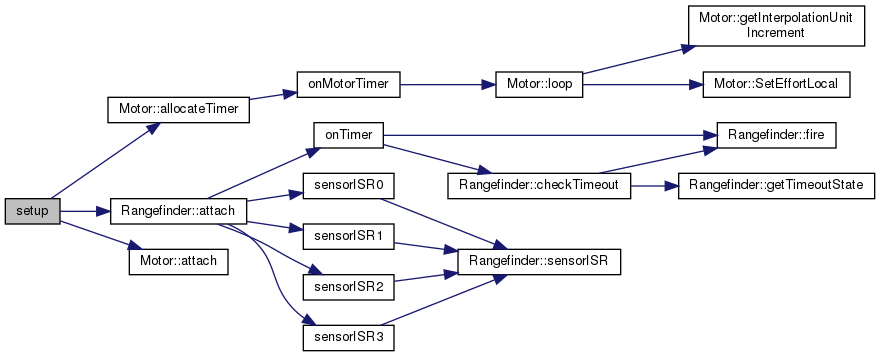 setup
Motor::allocateTimer
Rangefinder::attach
Motor::attach
onMotorTimer
onTimer
sensorISR0
sensorISR1
sensorISR2
sensorISR3
Motor::loop
Rangefinder::checkTimeout
Rangefinder::sensorISR
Motor::getInterpolationUnit
Increment
Motor::SetEffortLocal
Rangefinder::fire
Rangefinder::getTimeoutState